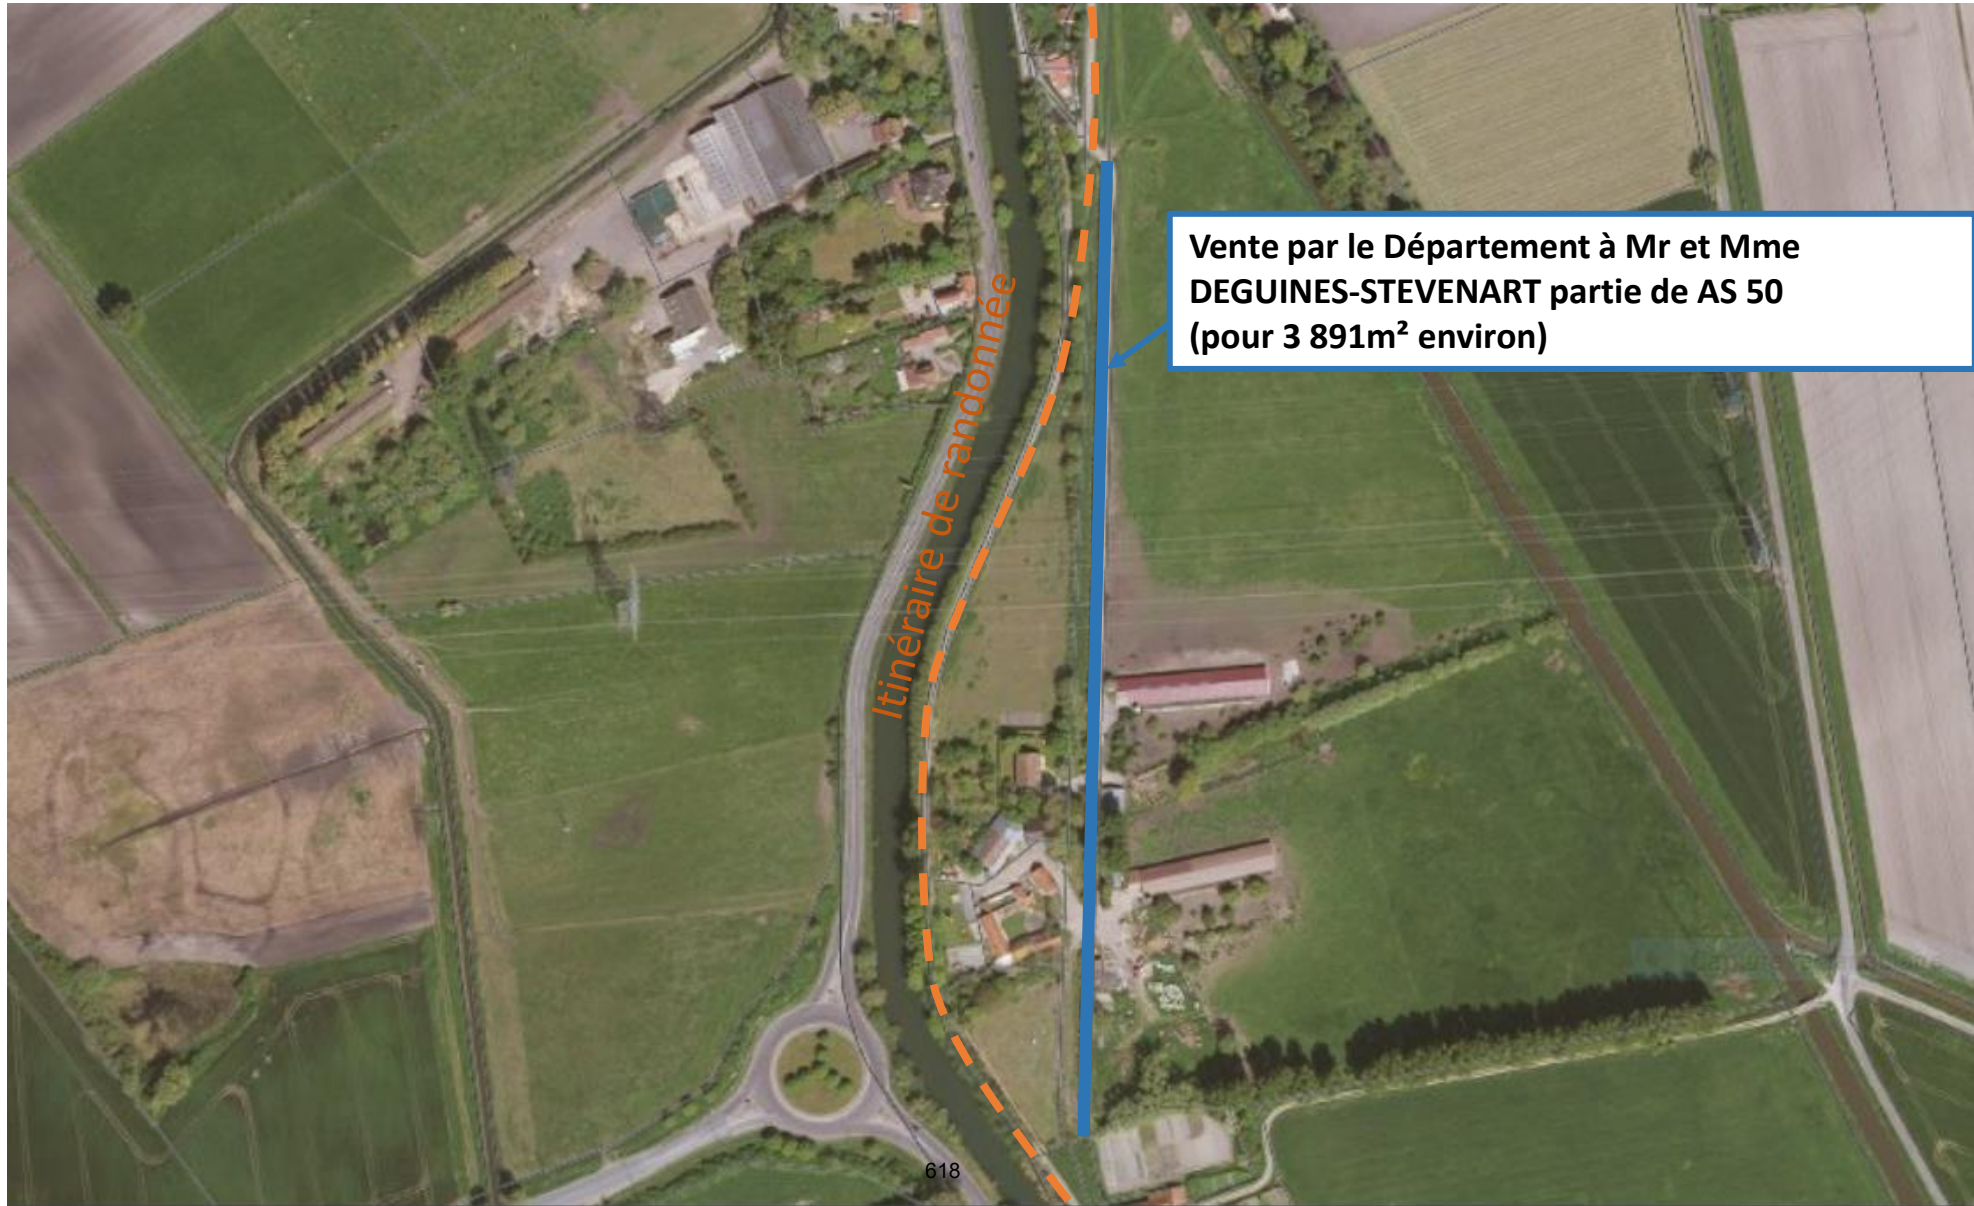 Vente par le Département à Mr et Mme
DEGUINES-STEVENART partie de AS 50
(pour 3 891m² environ)
Itinéraire de randonnée
618